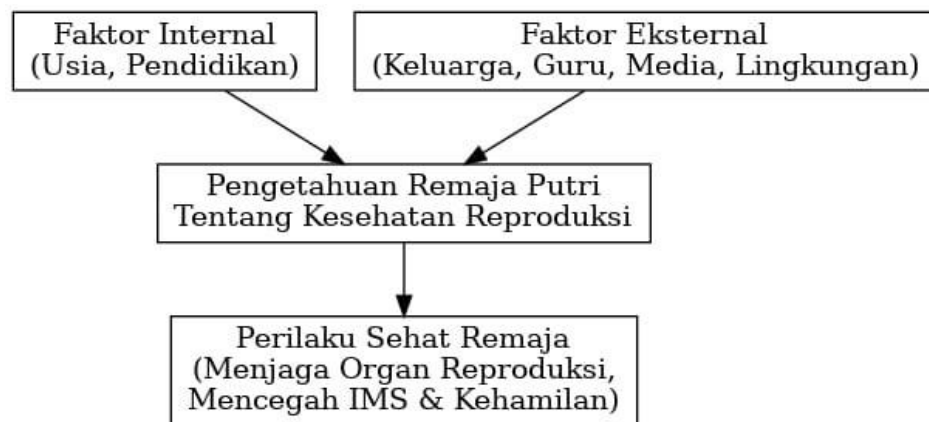 Faktor Internal
(Usia, Pendidikan)
Faktor Eksternal
(Keluarga, Guru, Media, Lingkungan)
Pengetahuan Remaja Putri
Tentang Kesehatan Reproduksi
Perilaku Sehat Remaja
(Menjaga Organ Reproduksi,
Mencegah IMS & Kehamilan)